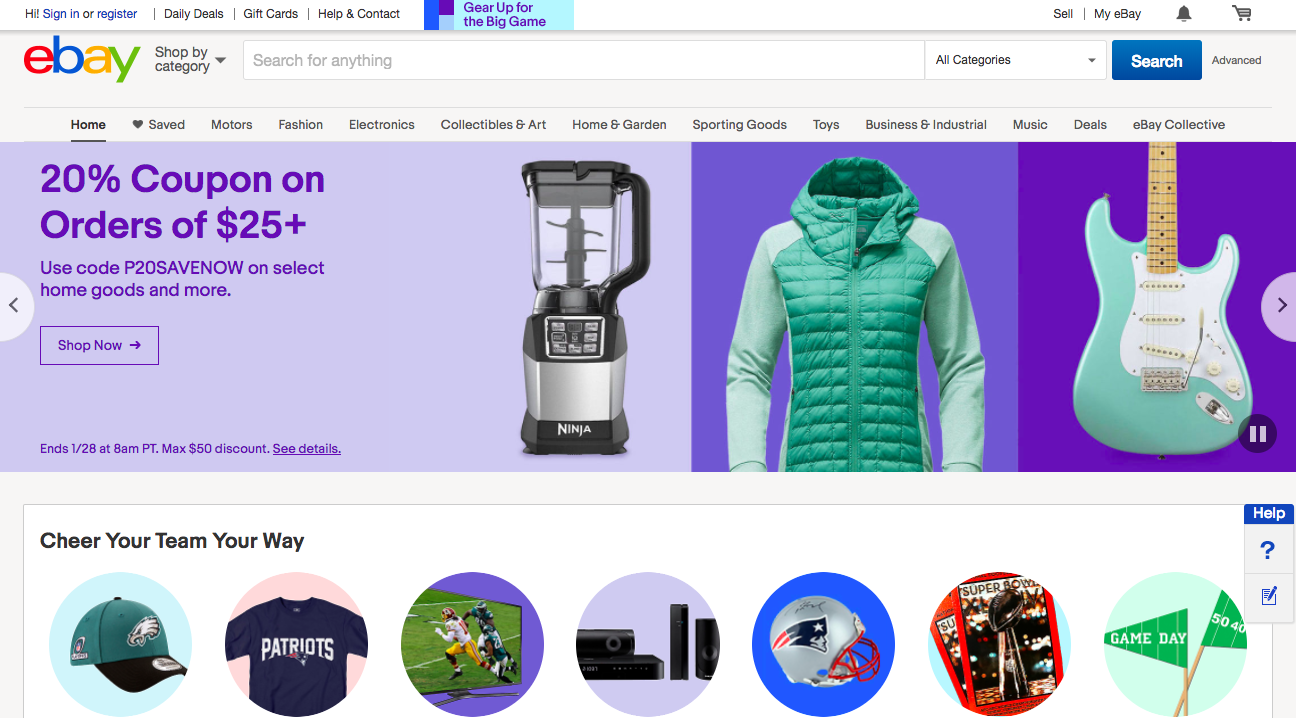 Hi! Sign in or register
Daily Deals
Gift Cards
Help & Contact
Gear Up for
the Big Game
Sell
My eBay
ebay
Shop by
category
Search for anything
All Categories
Search
Advanced
Home
Saved
Motors
Fashion
Electronics
Collectibles & Art
Home & Garden
Sporting Goods
Toys
Business & Industrial
Music
Deals
eBay Collective
20% Coupon on
Orders of $25+
Use code P20SAVENOW on select
home goods and more.
Shop Now →
Ends 1/28 at 8am PT. Max $50 discount. See details.
NINJA
Help
?
Cheer Your Team Your Way
PATRIOTS
SUPER BOWL
GAME DAY
50 40